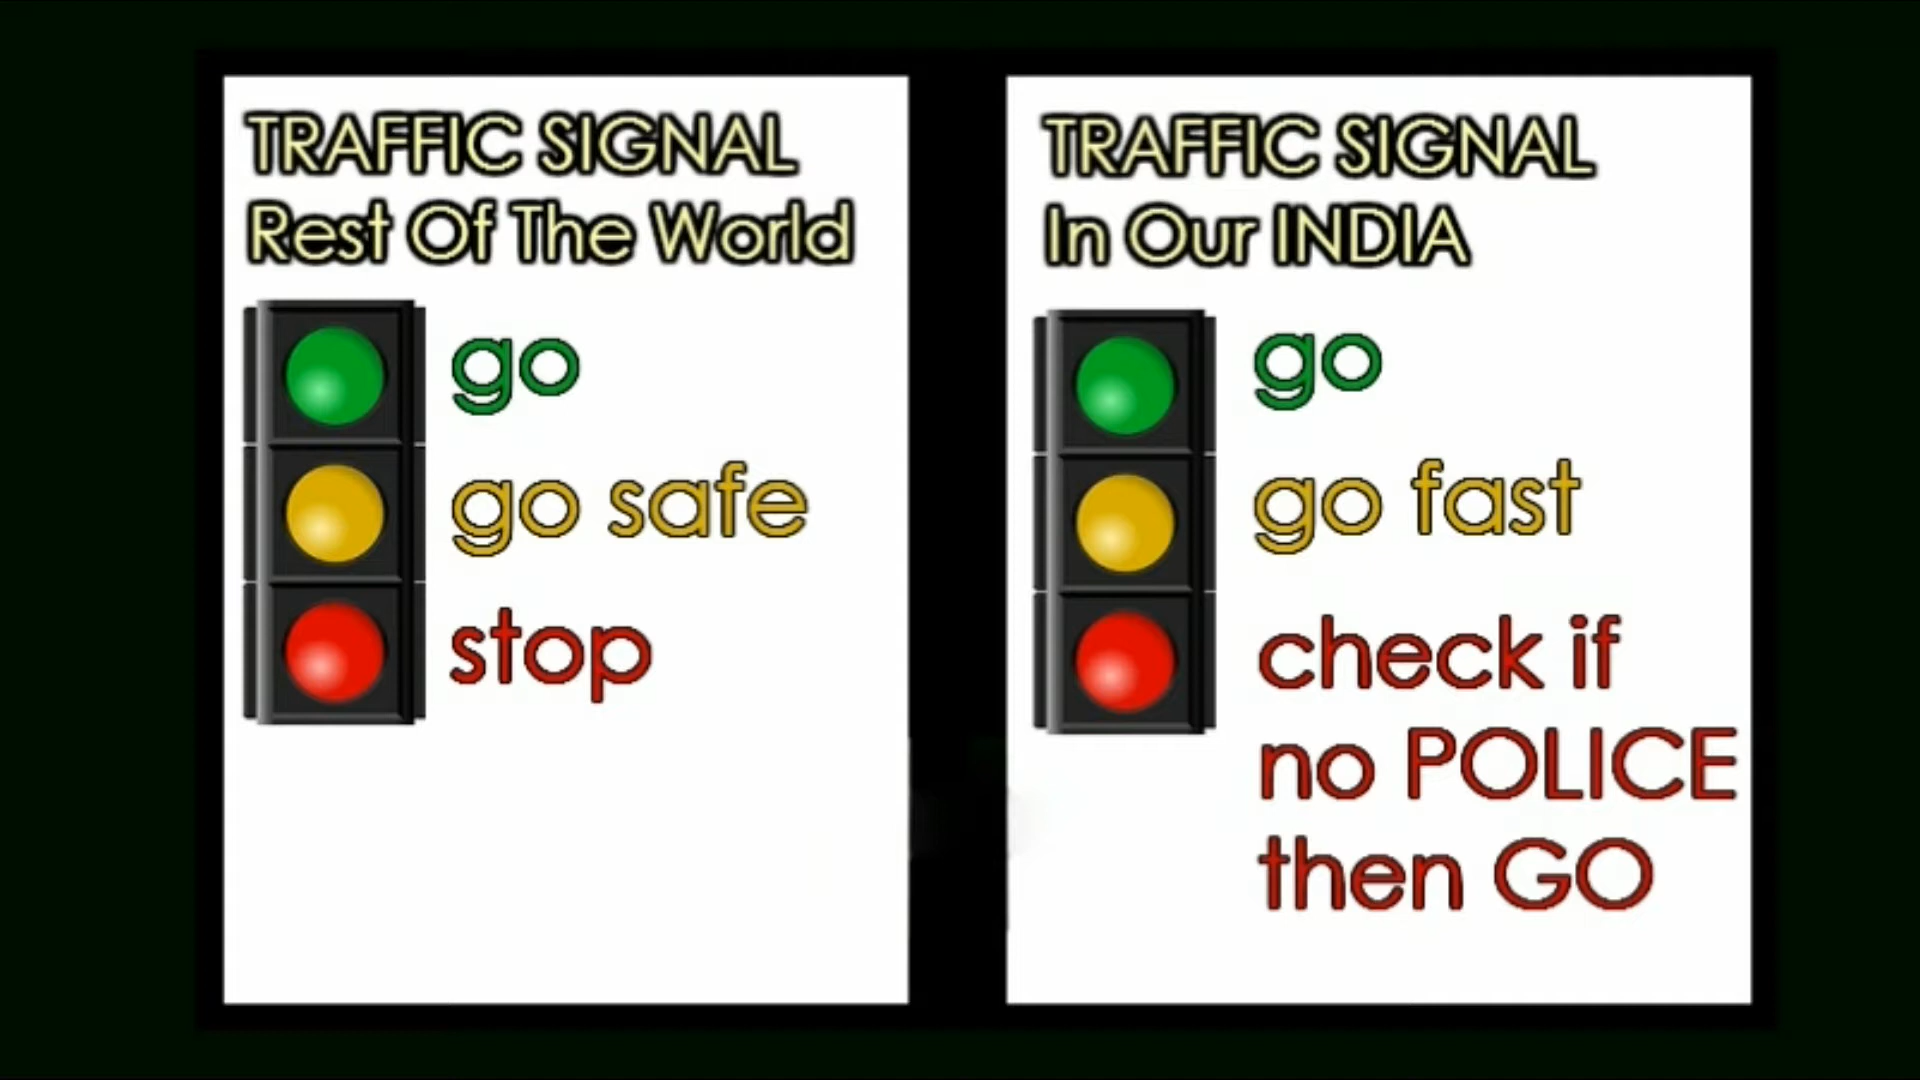 TRAFFIC SIGNAL
Rest Of The World
go
go safe
stop
TRAFFIC SIGNAL
In Our INDIA
go
go fast
check if
no POLICE
then GO